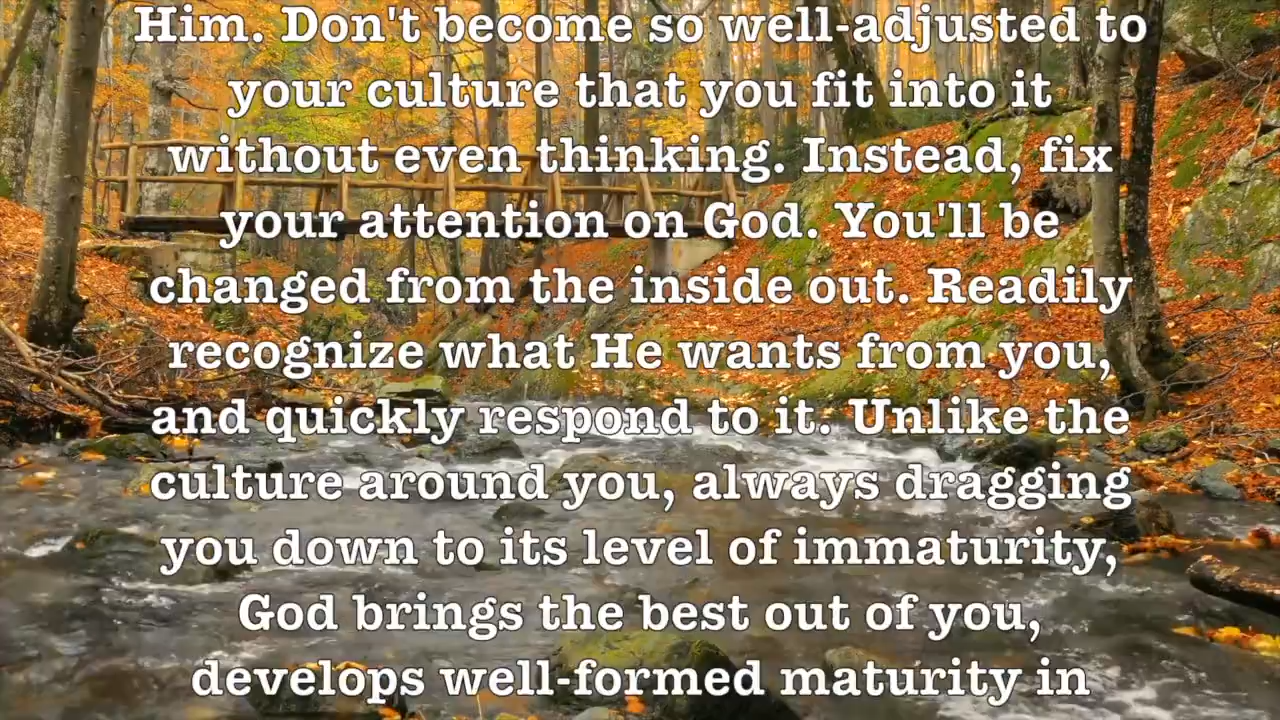 Him. Don't become so well-adjusted to
your culture that you fit into it
without even thinking. Instead, fix
your attention on God. You'll be
changed from the inside out. Readily
recognize what He wants from you,
and quickly respond to it. Unlike the
culture around you, always dragging
you down to its level of immaturity,
God brings the best out of you,
develops well-formed maturity in